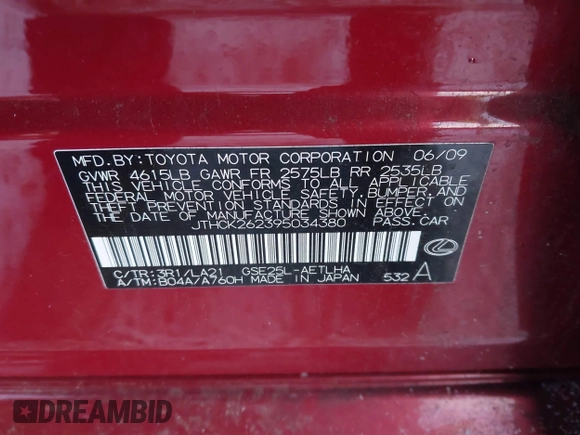 MFD.BY:TOYOTA MOTOR CORPORATION 06/09
GVWR 4615LB GAWR FR 2575LB RR 2535LB
THIS VEHICLE CONFORMS TO ALL APPLICABLE
FEDERAL MOTOR VEHICLE SAFETY, BUMPER, AND
THEFT PREVENTION STANDARDS IN EFFECT ON
THE DATE OF MANUFACTURE SHOWN ABOVE.
JTHCK262395034380 PASS.CAR
C/TR:3R1/LA21 GSE25L-AETLHA
A/TM:B04A/A760H MADE IN JAPAN 532 A
DREAMBID